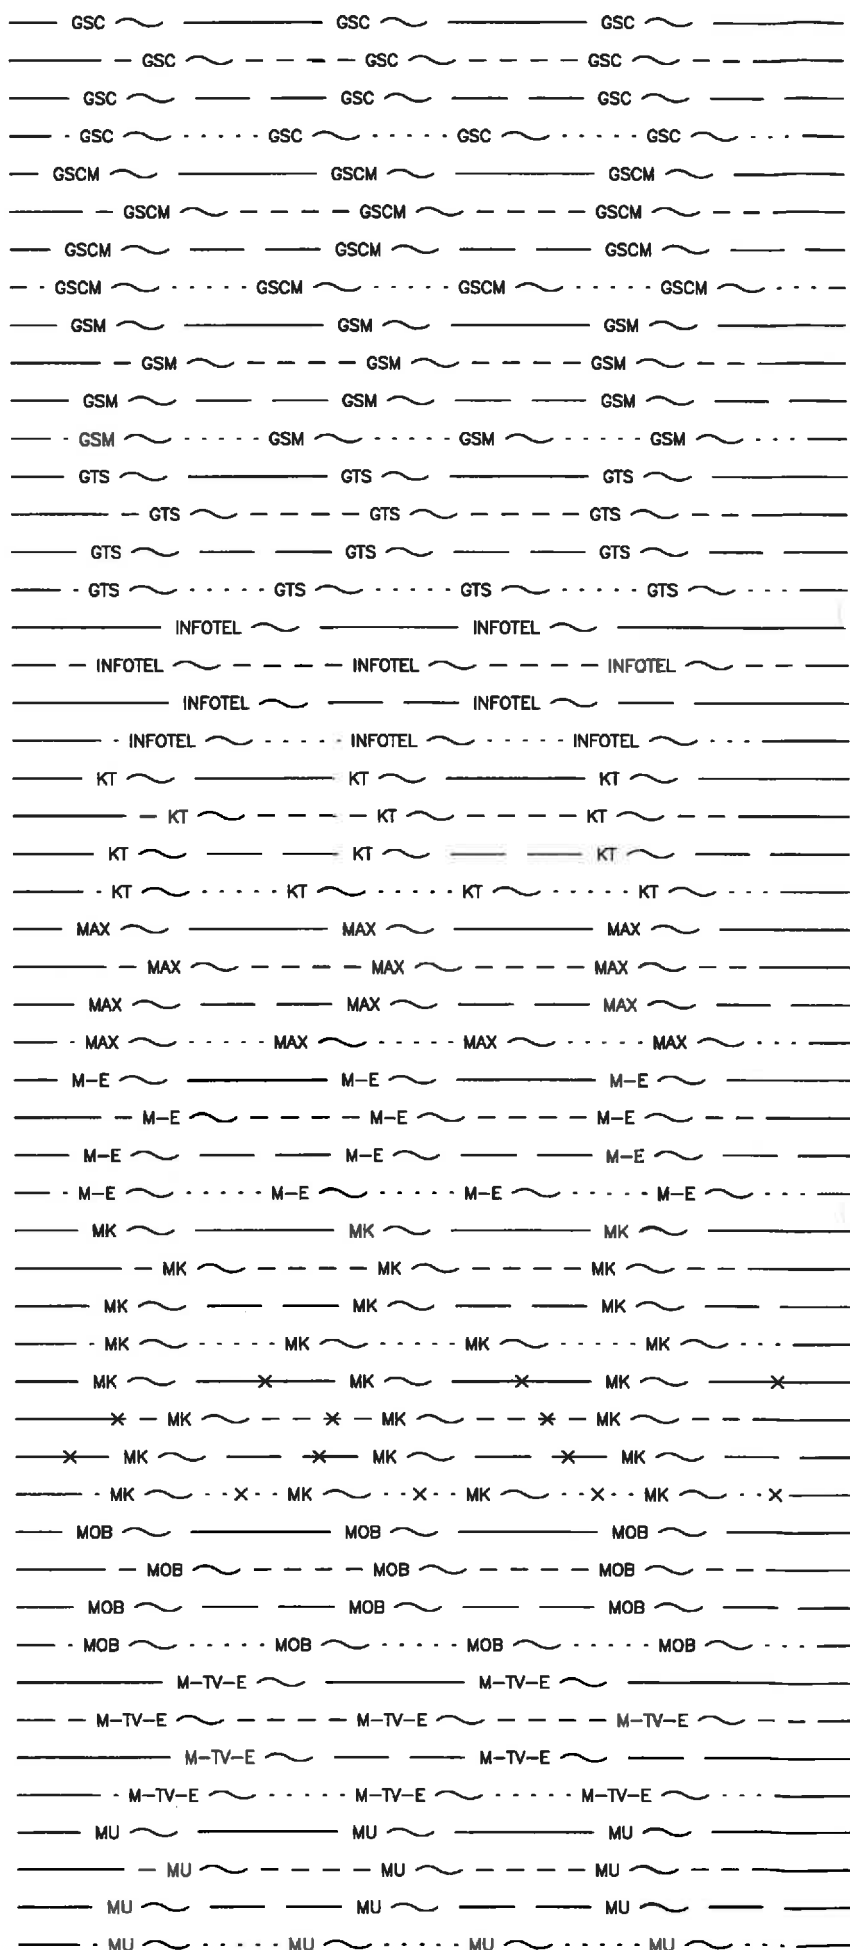 GSC GSC GSC
GSC GSC GSC
GSC GSC GSC
GSC GSC GSC GSC
GSCM GSCM GSCM
GSCM GSCM GSCM
GSCM GSCM GSCM
GSCM GSCM GSCM GSCM
GSM GSM GSM
GSM GSM GSM
GSM GSM GSM
GSM GSM GSM GSM
GTS GTS GTS
GTS GTS GTS
GTS GTS GTS
GTS GTS GTS GTS
INFOTEL INFOTEL
INFOTEL INFOTEL INFOTEL
INFOTEL INFOTEL
INFOTEL INFOTEL INFOTEL
KT KT KT
KT KT KT
KT KT KT
KT KT KT KT
MAX MAX MAX
MAX MAX MAX
MAX MAX MAX
MAX MAX MAX MAX
M-E M-E M-E
M-E M-E M-E
M-E M-E M-E
M-E M-E M-E M-E
MK MK MK
MK MK MK
MK MK MK
MK MK MK MK
MK MK MK
MK MK MK
MK MK MK
MK MK MK MK
MOB MOB MOB
MOB MOB MOB
MOB MOB MOB
MOB MOB MOB MOB
M-TV-E M-TV-E
M-TV-E M-TV-E M-TV-E
M-TV-E M-TV-E
M-TV-E M-TV-E M-TV-E
MU MU MU
MU MU MU
MU MU MU
MU MU MU MU